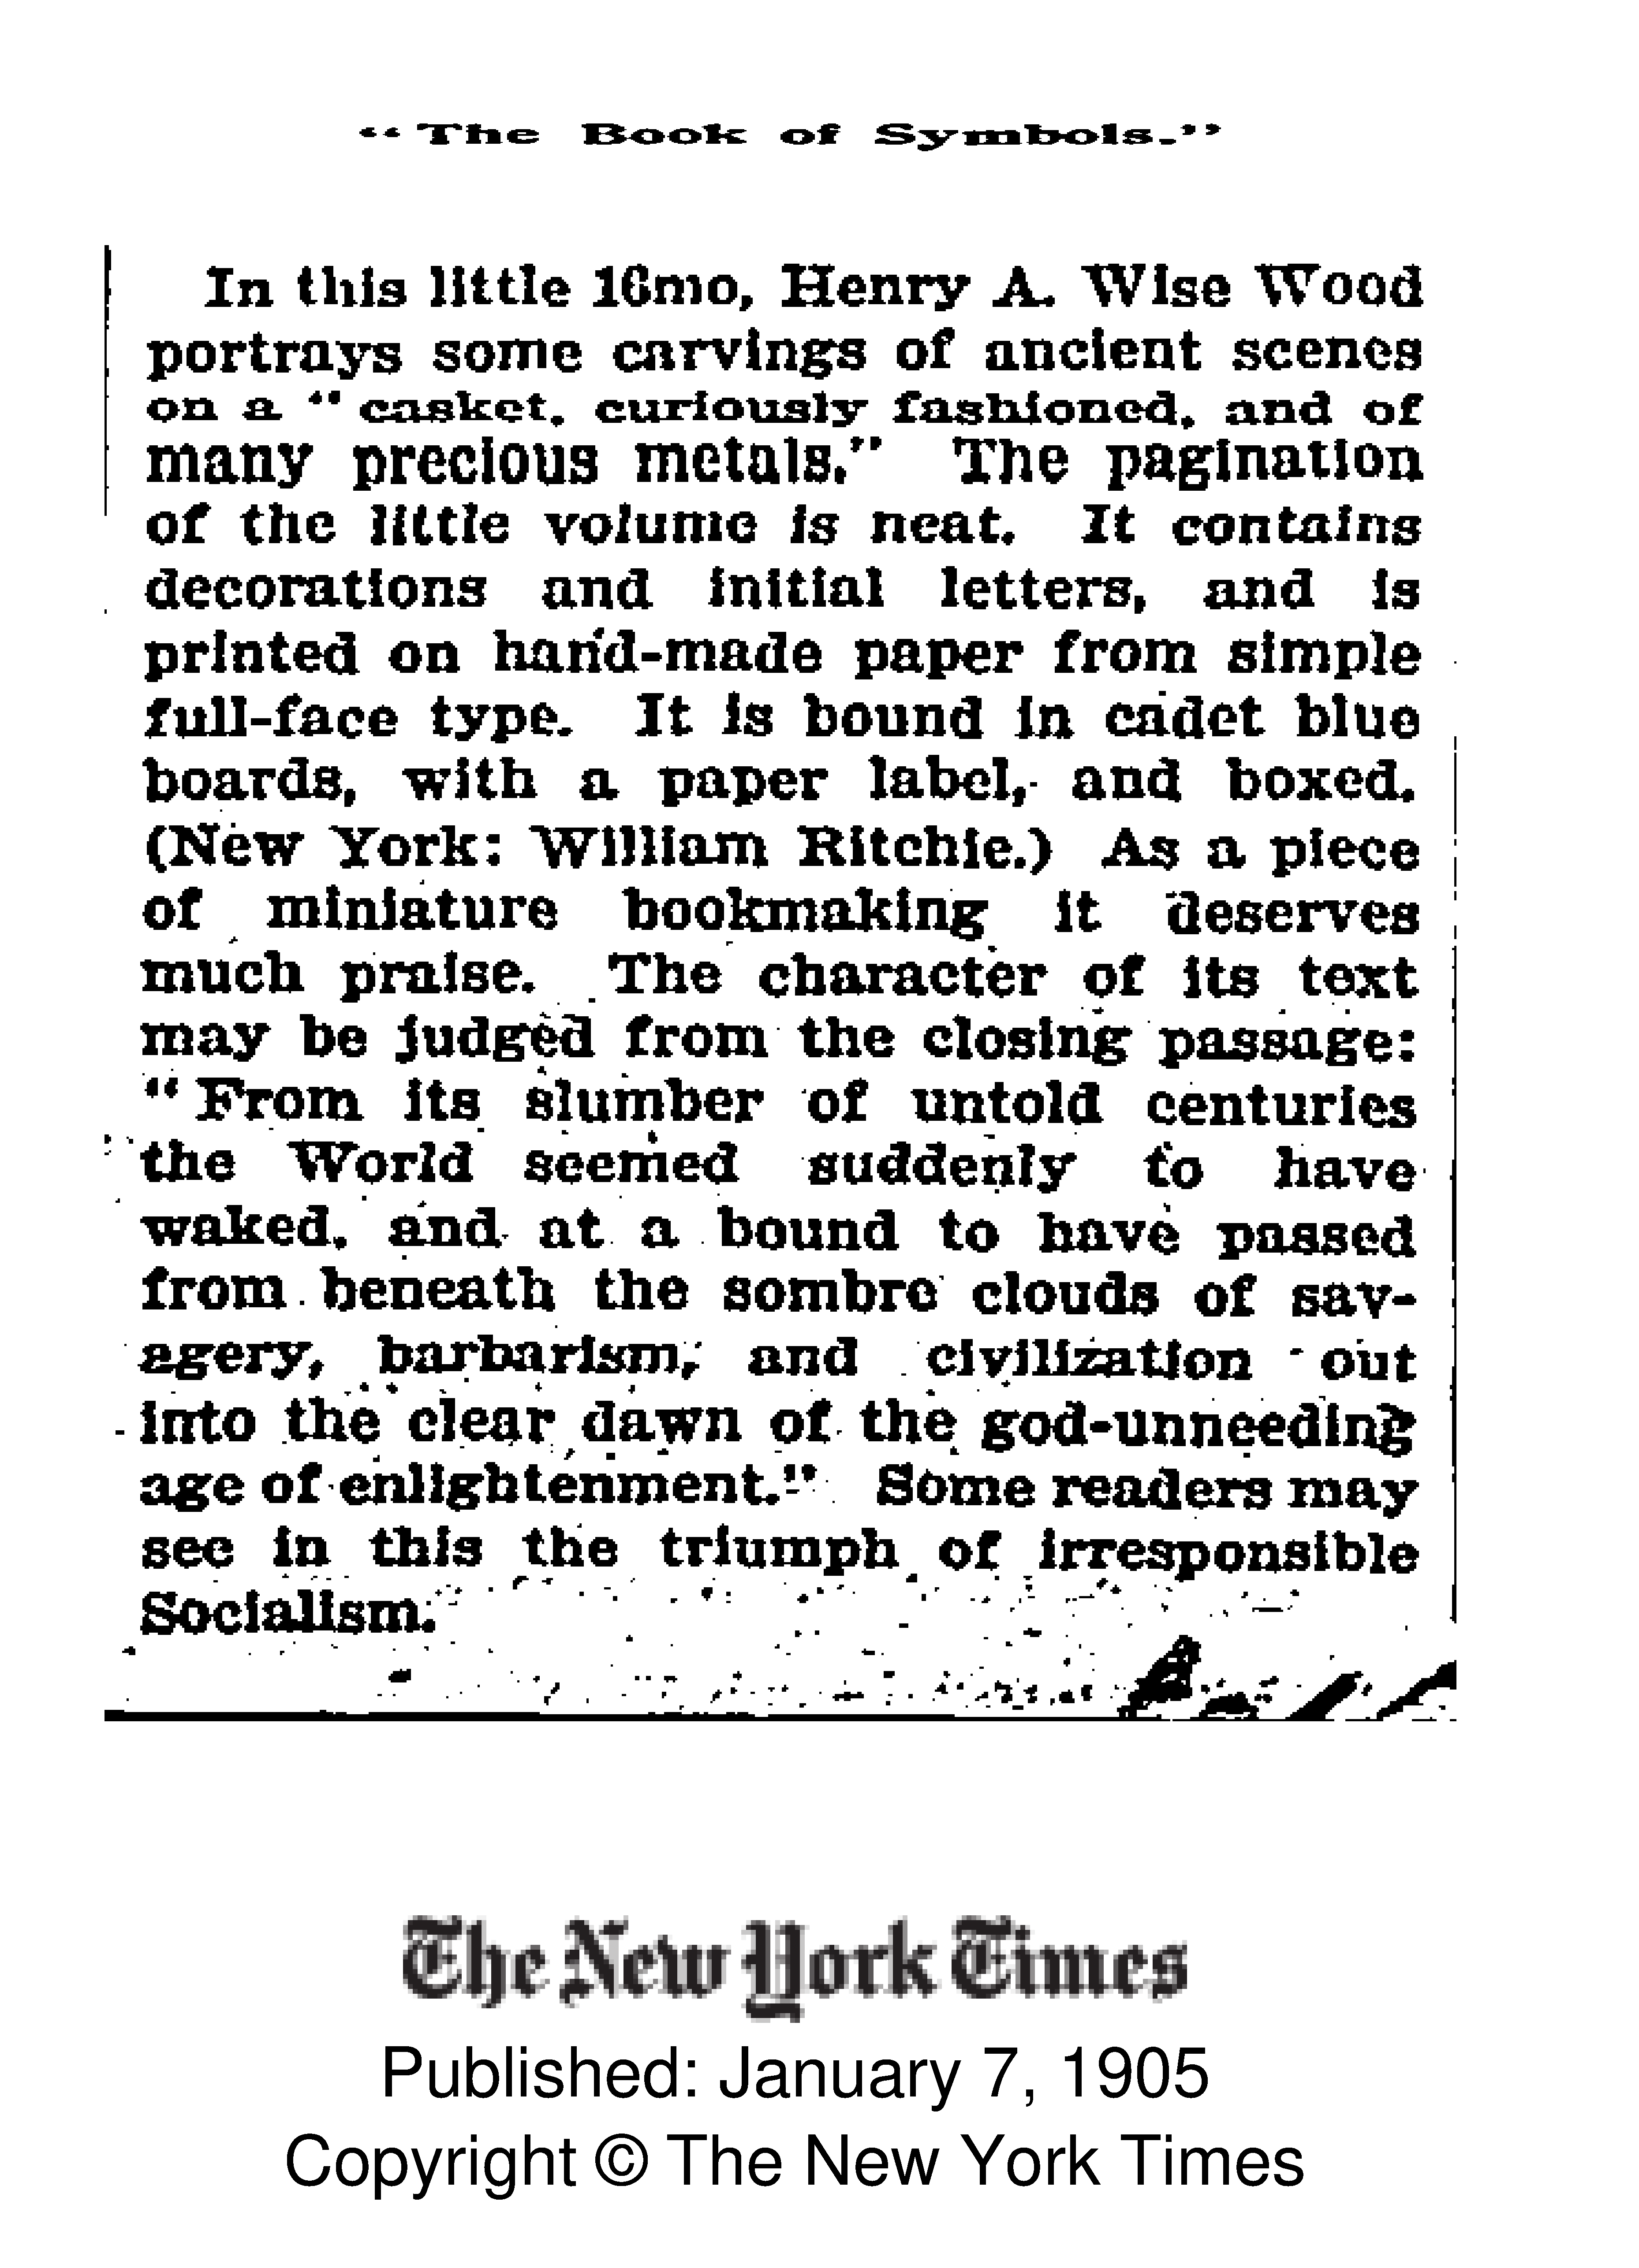 “The Book of Symbols.”
In this little 16mo, Henry A. Wise Wood
portrays some carvings of ancient scenes
on a “casket, curiously fashioned, and of
many precious metals.” The pagination
of the little volume is neat. It contains
decorations and initial letters, and is
printed on hand-made paper from simple
full-face type. It is bound in cadet blue
boards, with a paper label, and boxed.
(New York: William Ritchie.) As a piece
of miniature bookmaking it deserves
much praise. The character of its text
may be judged from the closing passage:
“From its slumber of untold centuries
the World seemed suddenly to have
waked, and at a bound to have passed
from beneath the sombre clouds of sav-
agery, barbarism, and civilization out
into the clear dawn of the god-unneeding
age of enlightenment.” Some readers may
see in this the triumph of irresponsible
Socialism.
The New York Times
Published: January 7, 1905
Copyright © The New York Times